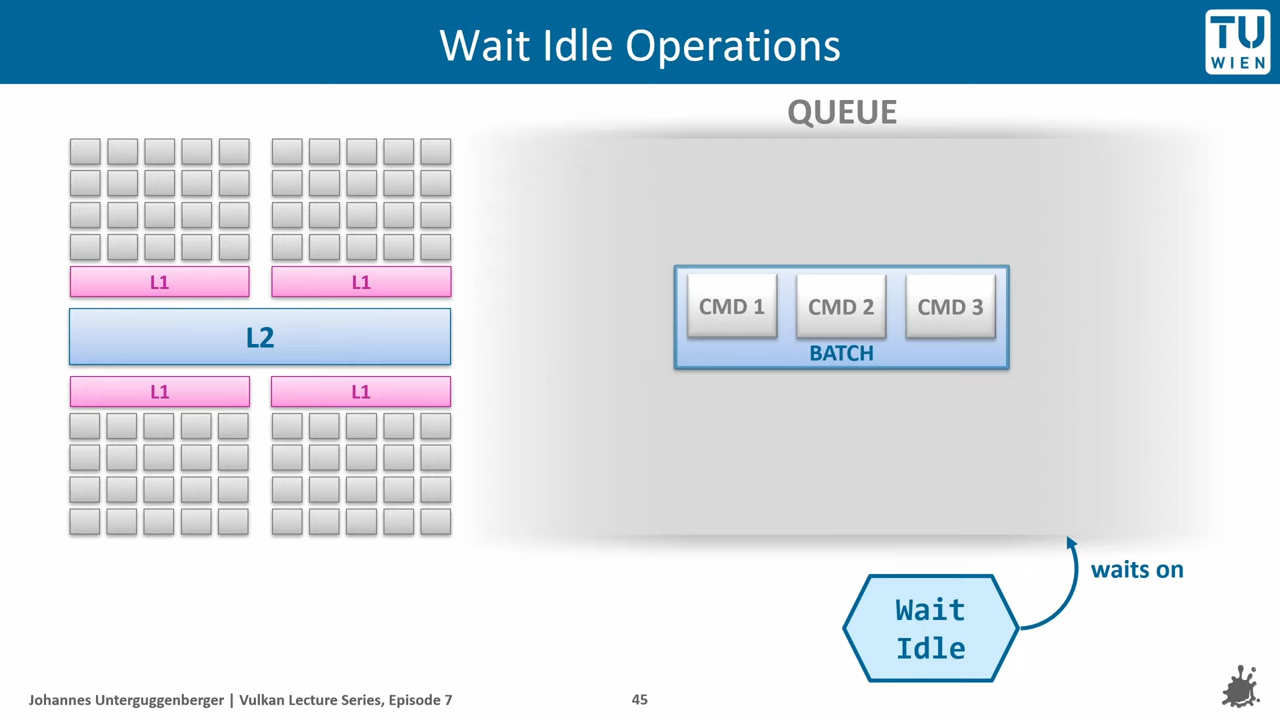 Wait Idle Operations
TU
WIEN
QUEUE
L1
L1
L2
L1
L1
CMD 1
CMD 2
CMD 3
BATCH
waits on
Wait
Idle
Johannes Unterguggenberger | Vulkan Lecture Series, Episode 7
45